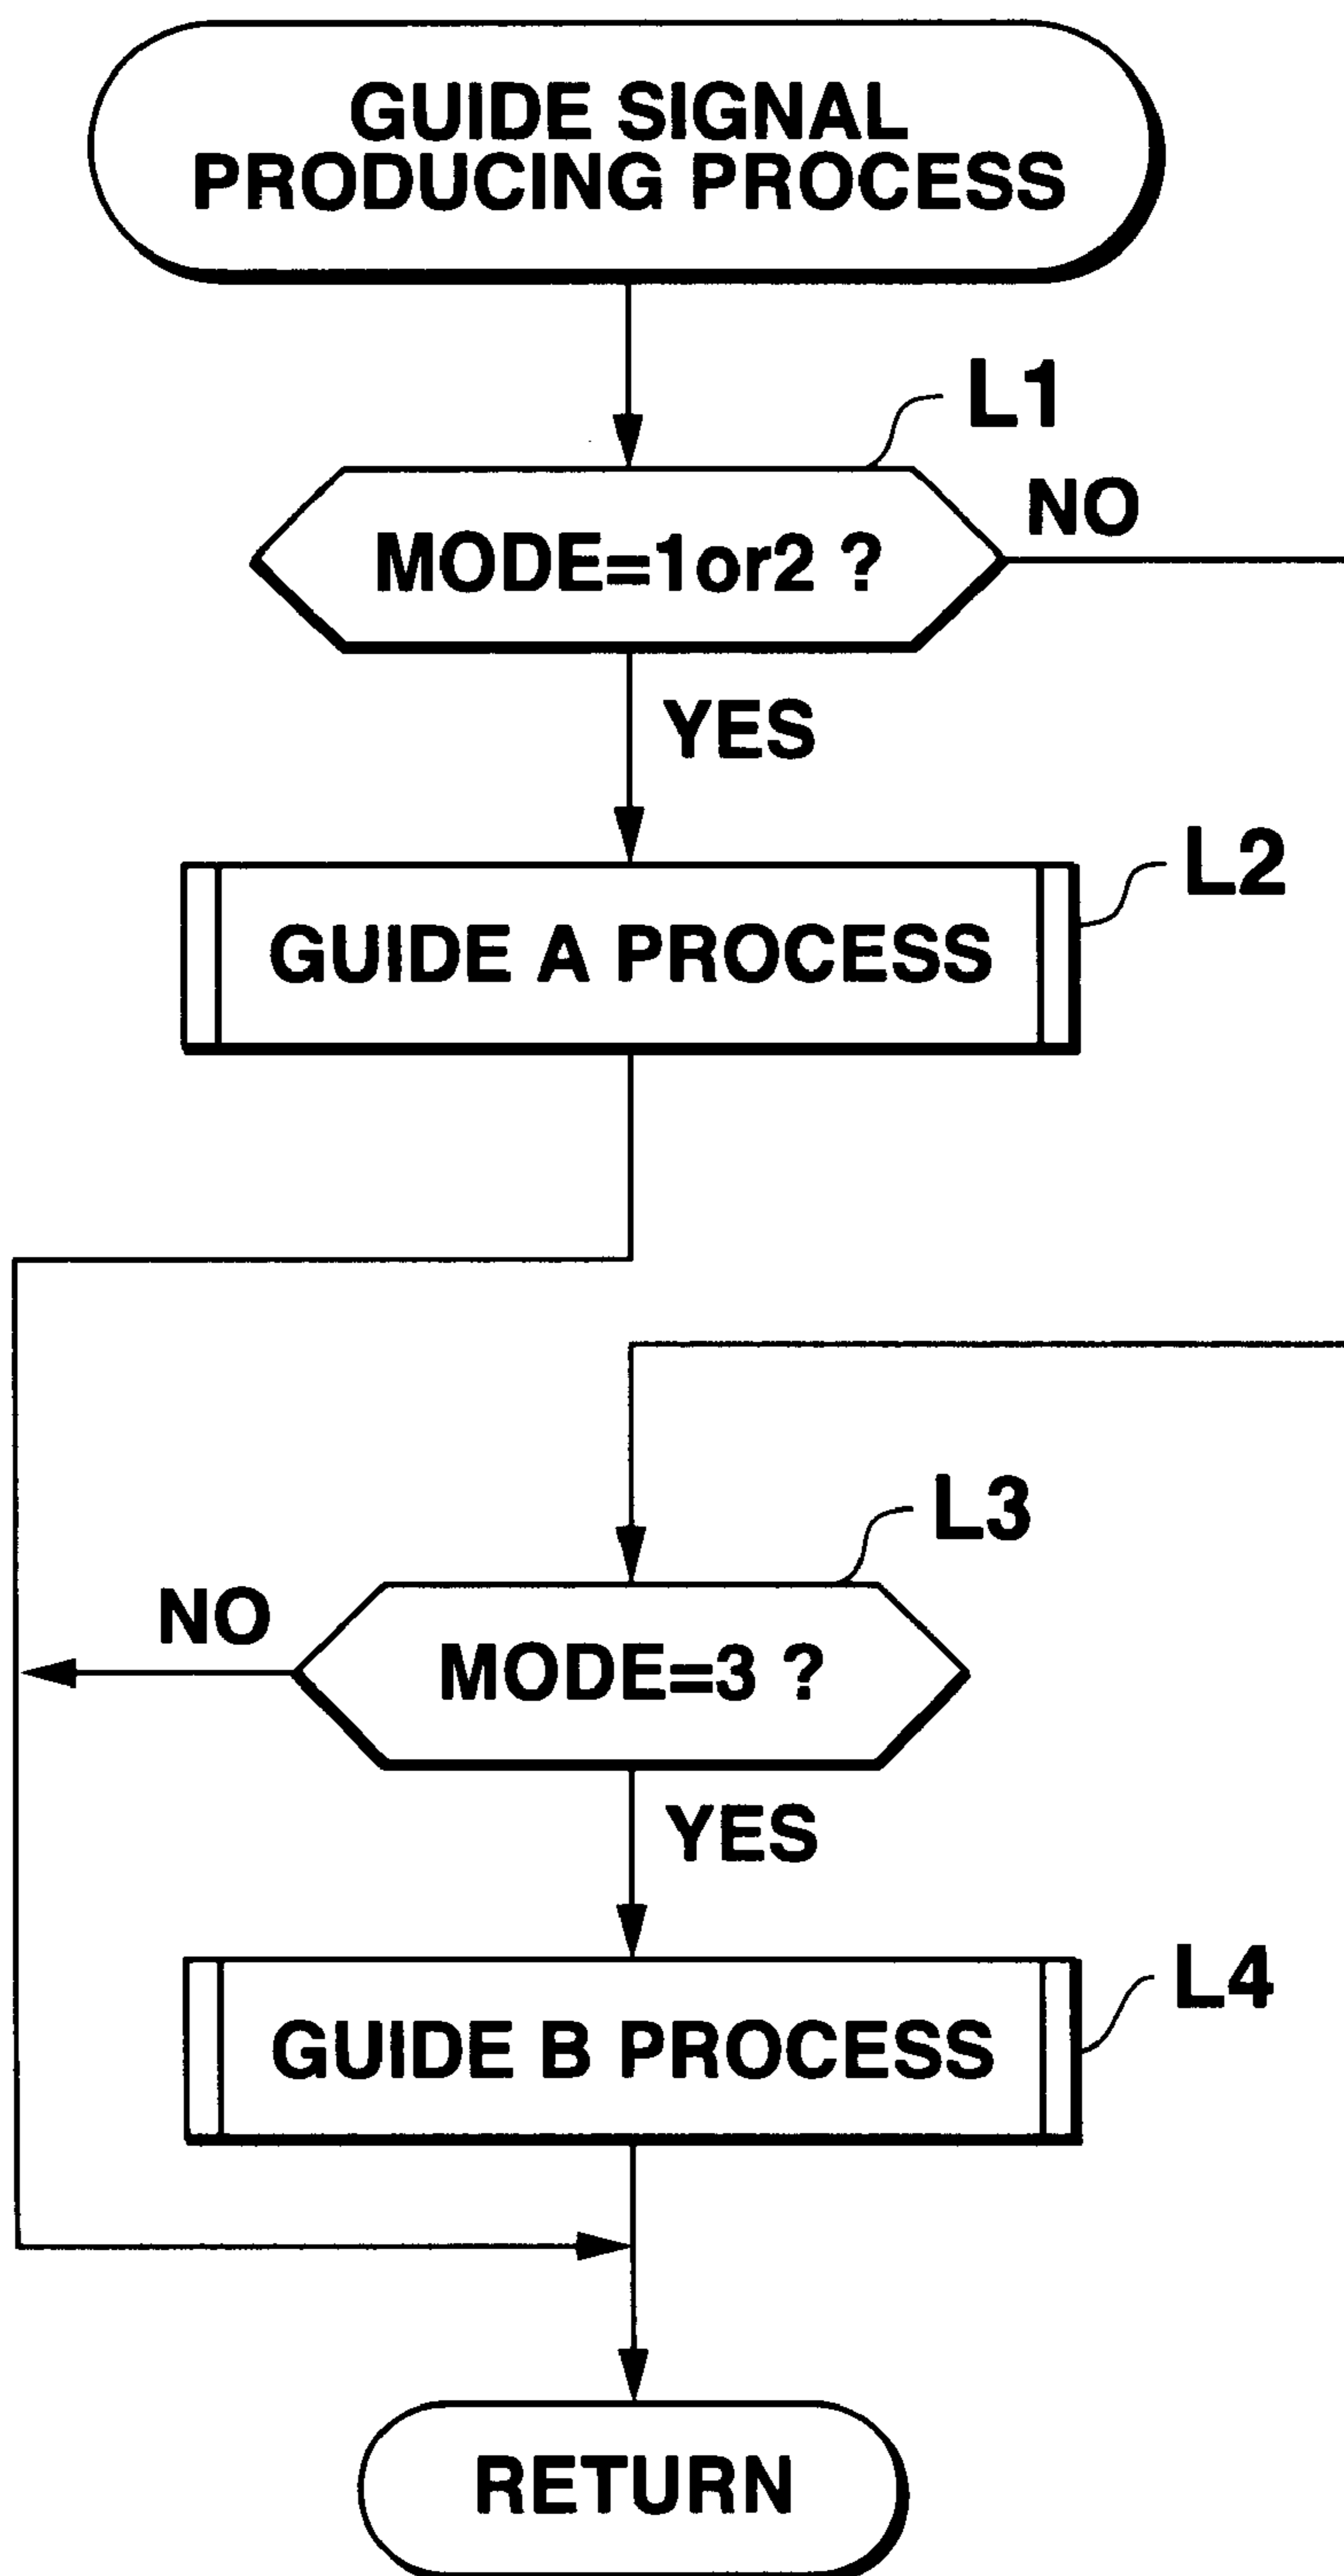 GUIDE SIGNAL
PRODUCING PROCESS
L1
MODE=1or2 ?
NO
YES
L2
GUIDE A PROCESS
L3
NO
MODE=3 ?
YES
L4
GUIDE B PROCESS
RETURN